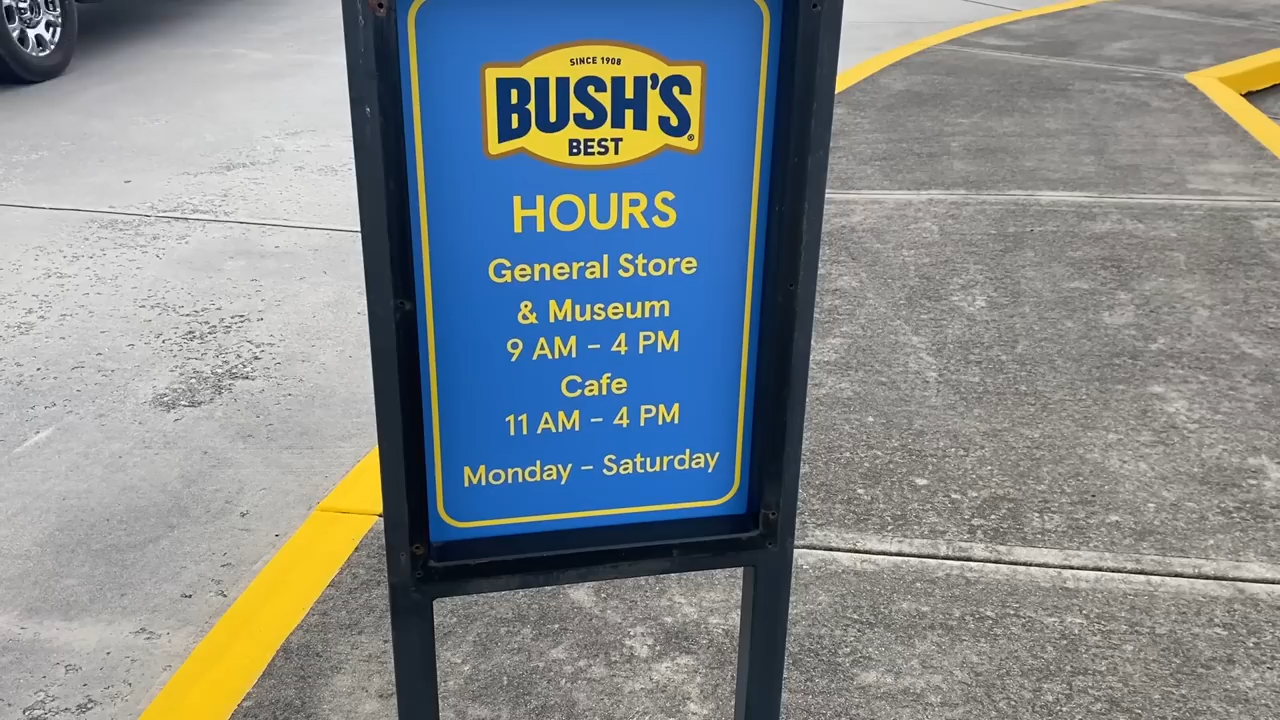 SINCE 1908
BUSH'S®
BEST
HOURS
General Store
& Museum
9 AM – 4 PM
Cafe
11 AM – 4 PM
Monday – Saturday